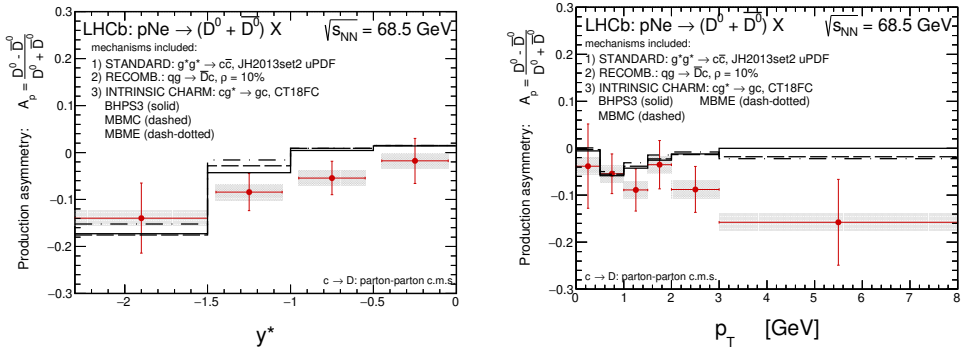 LHCb: pNe → (D⁰ + D̅⁰) X √s_NN = 68.5 GeV
mechanisms included:
1) STANDARD: g*g* → cc̅, JH2013set2 uPDF
2) RECOMB.: qg → D̅c, ρ = 10%
3) INTRINSIC CHARM: cg* → gc, CT18FC
BHPS3 (solid)
MBMC (dashed)
MBME (dash-dotted)
Production asymmetry: A_p = (D⁰ - D̅⁰) / (D⁰ + D̅⁰)
0.3
0.2
0.1
0
−0.1
−0.2
−0.3
c → D: parton-parton c.m.s.
−2 −1.5 −1 −0.5 0
y*
LHCb: pNe → (D⁰ + D̅⁰) X √s_NN = 68.5 GeV
mechanisms included:
1) STANDARD: g*g* → cc̅, JH2013set2 uPDF
2) RECOMB.: qg → D̅c, ρ = 10%
3) INTRINSIC CHARM: cg* → gc, CT18FC
BHPS3 (solid) MBME (dash-dotted)
MBMC (dashed)
Production asymmetry: A_p = (D⁰ - D̅⁰) / (D⁰ + D̅⁰)
0.3
0.2
0.1
0
−0.1
−0.2
−0.3
c → D: parton-parton c.m.s.
0 1 2 3 4 5 6 7 8
p_T [GeV]